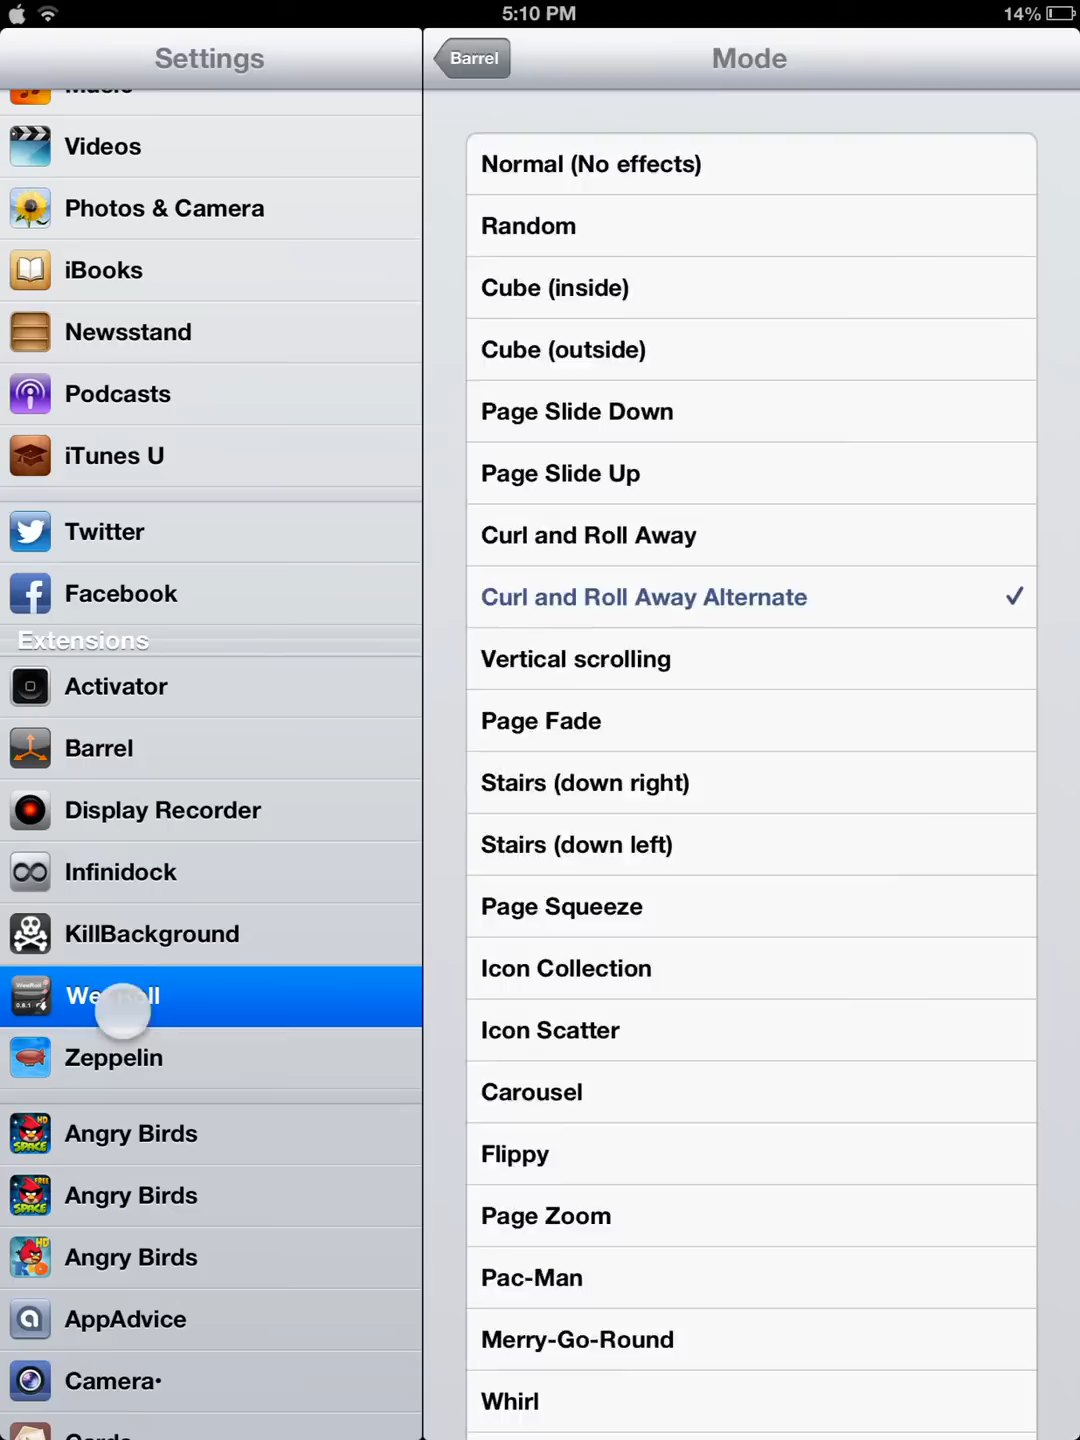 5:10 PM
14%
Settings
Videos
Photos & Camera
iBooks
Newsstand
Podcasts
iTunes U
Twitter
Facebook
Extensions
Activator
Barrel
Display Recorder
Infinidock
KillBackground
WeeRoll
Zeppelin
Angry Birds
Angry Birds
Angry Birds
AppAdvice
Camera•
Barrel
Mode
Normal (No effects)
Random
Cube (inside)
Cube (outside)
Page Slide Down
Page Slide Up
Curl and Roll Away
Curl and Roll Away Alternate
Vertical scrolling
Page Fade
Stairs (down right)
Stairs (down left)
Page Squeeze
Icon Collection
Icon Scatter
Carousel
Flippy
Page Zoom
Pac-Man
Merry-Go-Round
Whirl